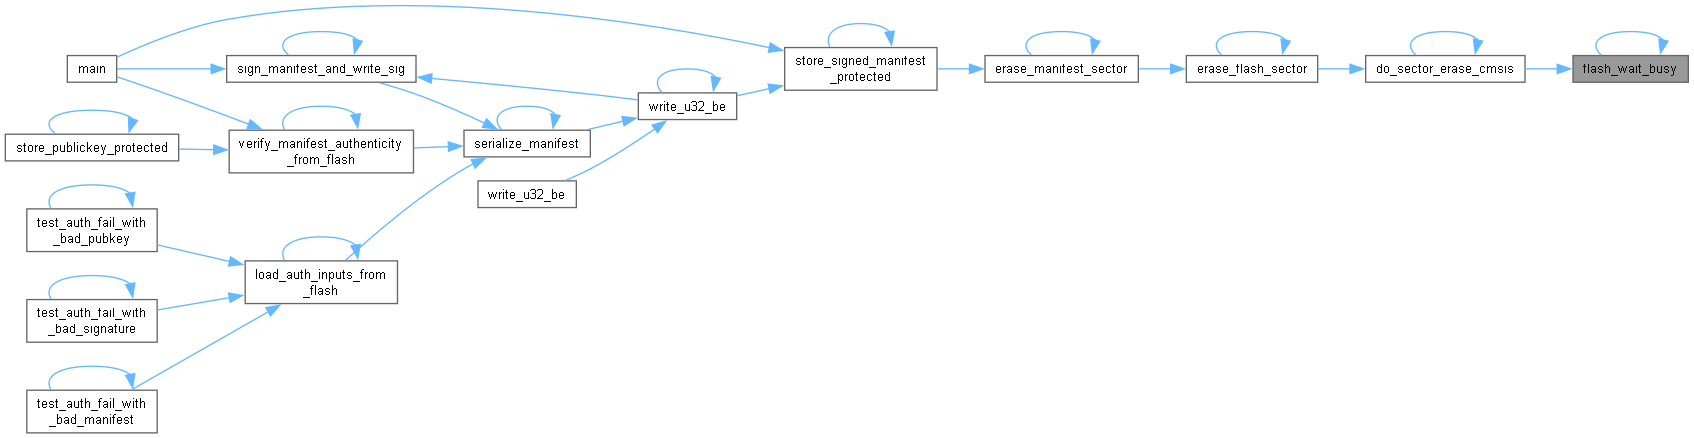 main
sign_manifest_and_write_sig
store_publickey_protected
verify_manifest_authenticity
_from_flash
test_auth_fail_with
_bad_pubkey
test_auth_fail_with
_bad_signature
test_auth_fail_with
_bad_manifest
load_auth_inputs_from
_flash
serialize_manifest
write_u32_be
write_u32_be
store_signed_manifest
_protected
erase_manifest_sector
erase_flash_sector
do_sector_erase_cmsis
flash_wait_busy